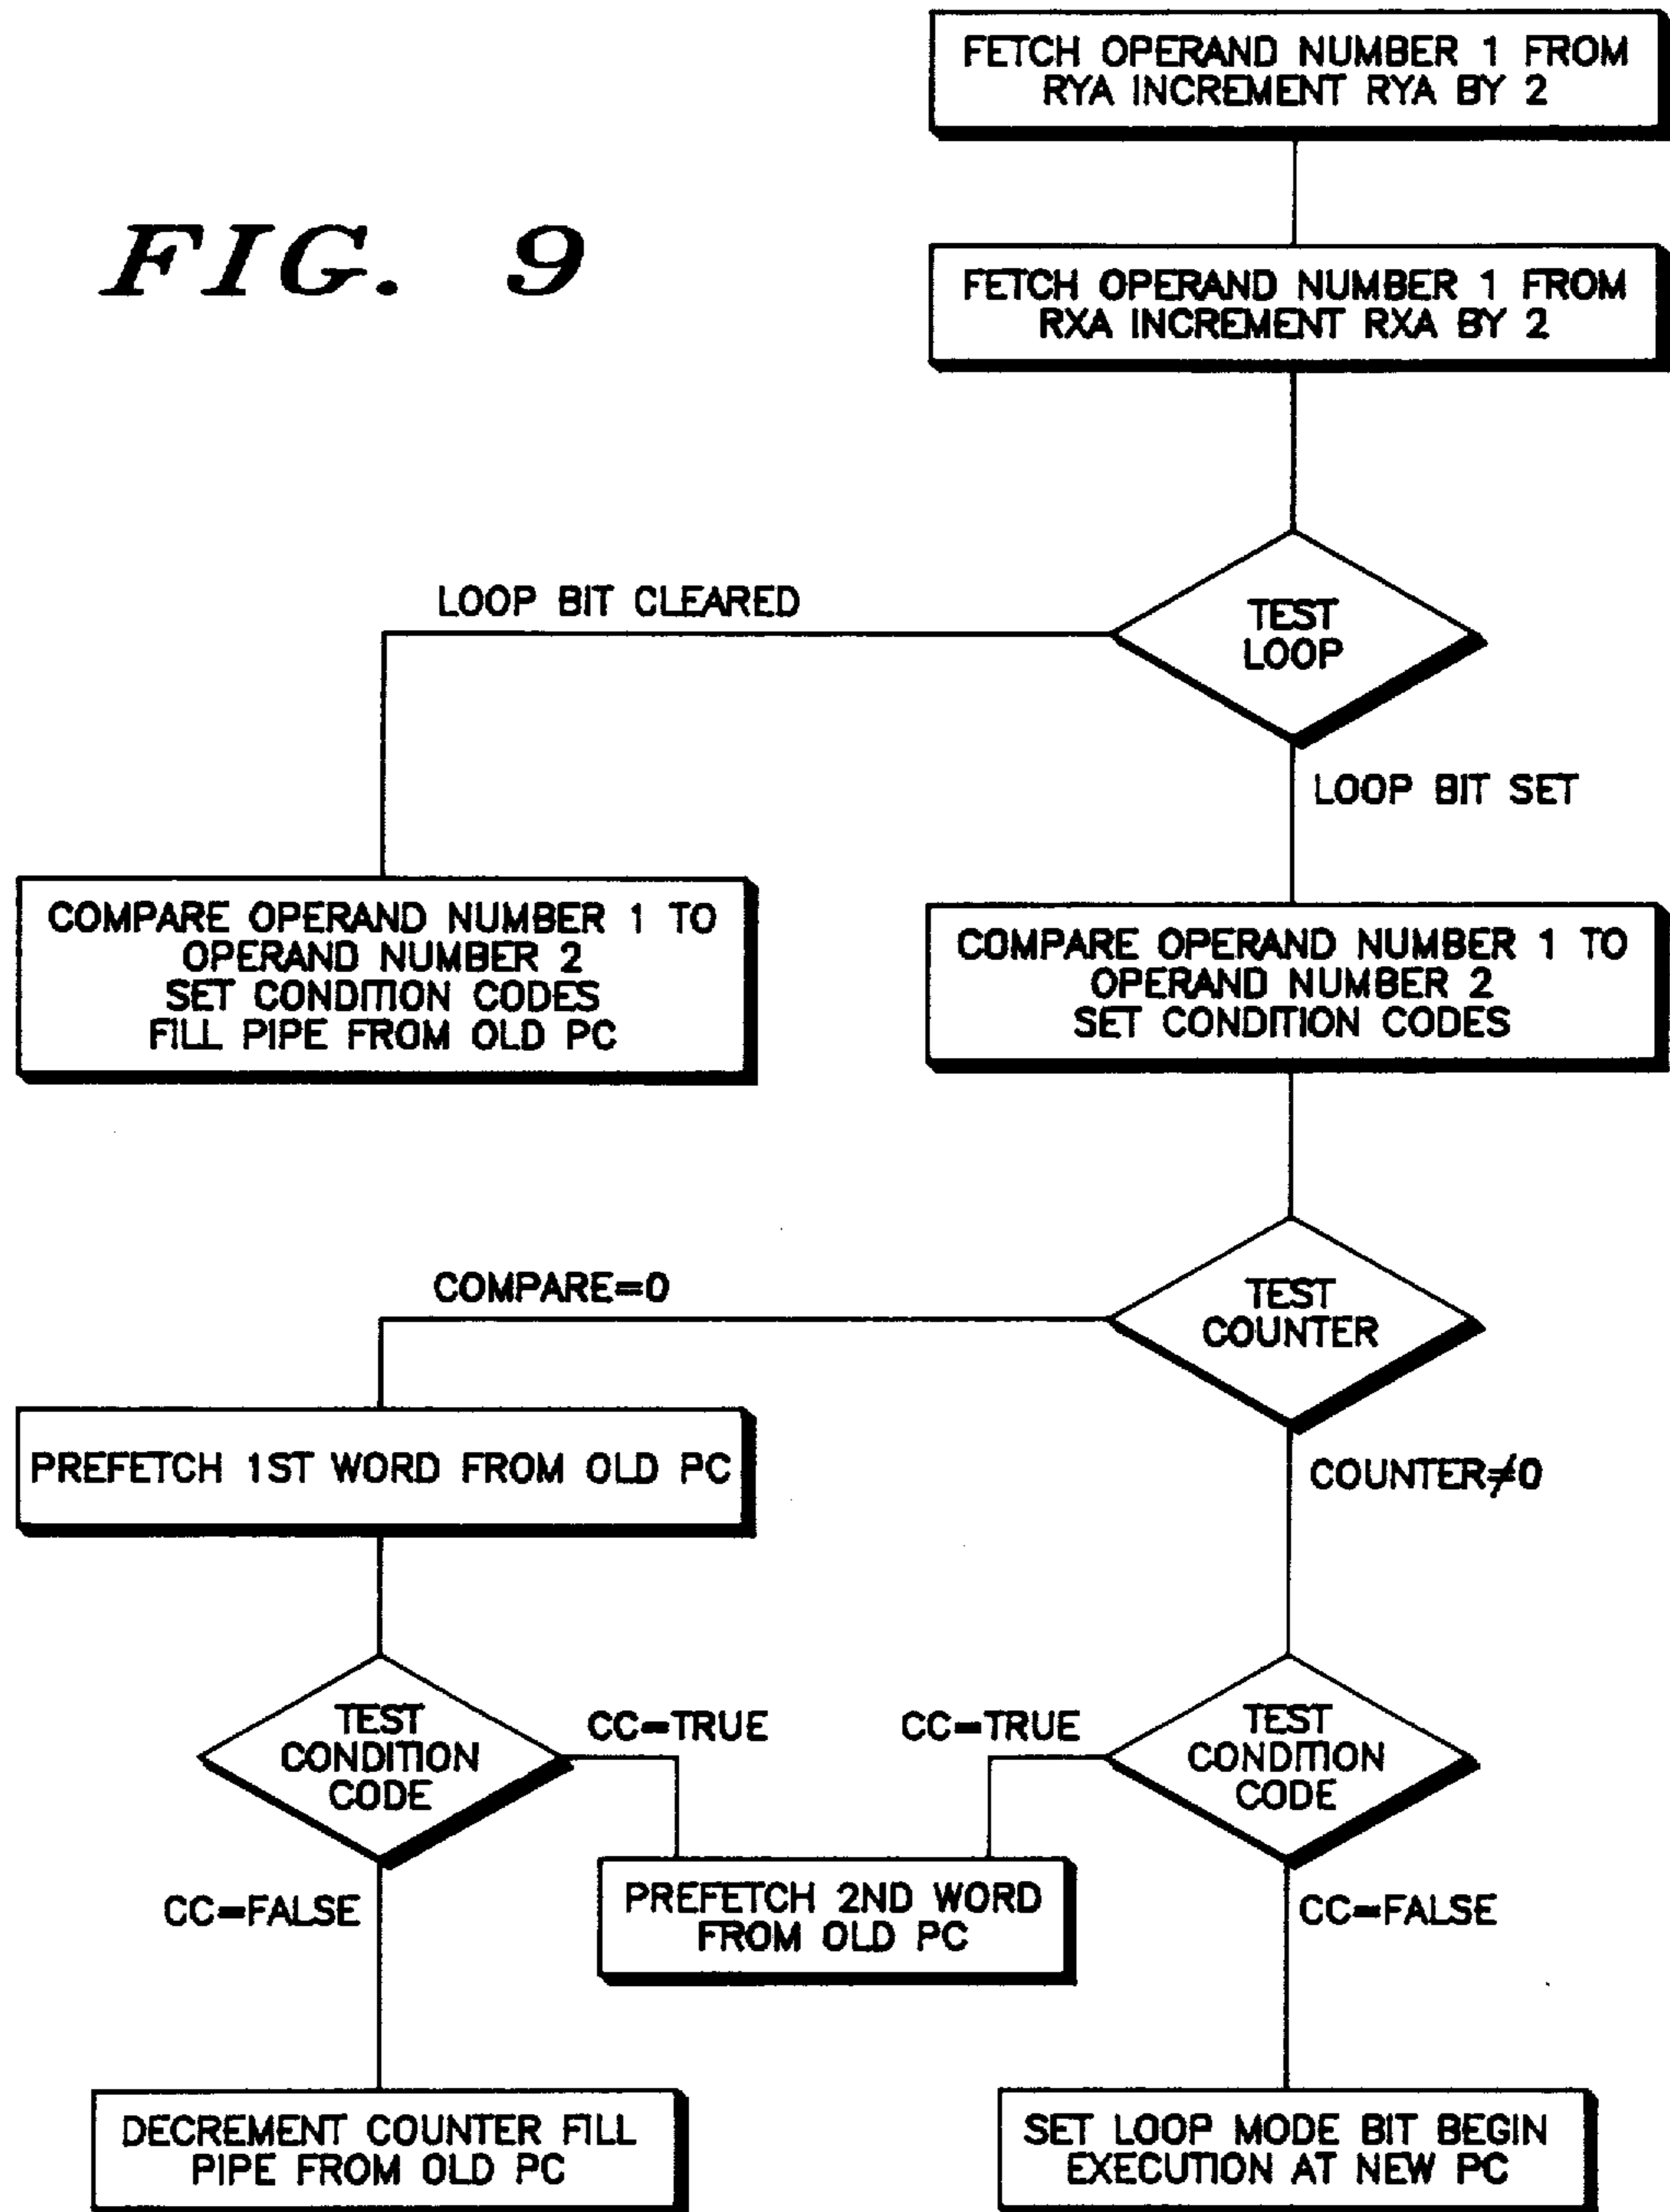 FETCH OPERAND NUMBER 1 FROM
RYA INCREMENT RYA BY 2
FIG. 9
FETCH OPERAND NUMBER 1 FROM
RXA INCREMENT RXA BY 2
LOOP BIT CLEARED
TEST
LOOP
LOOP BIT SET
COMPARE OPERAND NUMBER 1 TO
OPERAND NUMBER 2
SET CONDITION CODES
FILL PIPE FROM OLD PC
COMPARE OPERAND NUMBER 1 TO
OPERAND NUMBER 2
SET CONDITION CODES
COMPARE=0
TEST
COUNTER
PREFETCH 1ST WORD FROM OLD PC
COUNTER≠0
TEST
CONDITION
CODE
CC=TRUE
CC=TRUE
TEST
CONDITION
CODE
CC=FALSE
PREFETCH 2ND WORD
FROM OLD PC
CC=FALSE
DECREMENT COUNTER FILL
PIPE FROM OLD PC
SET LOOP MODE BIT BEGIN
EXECUTION AT NEW PC